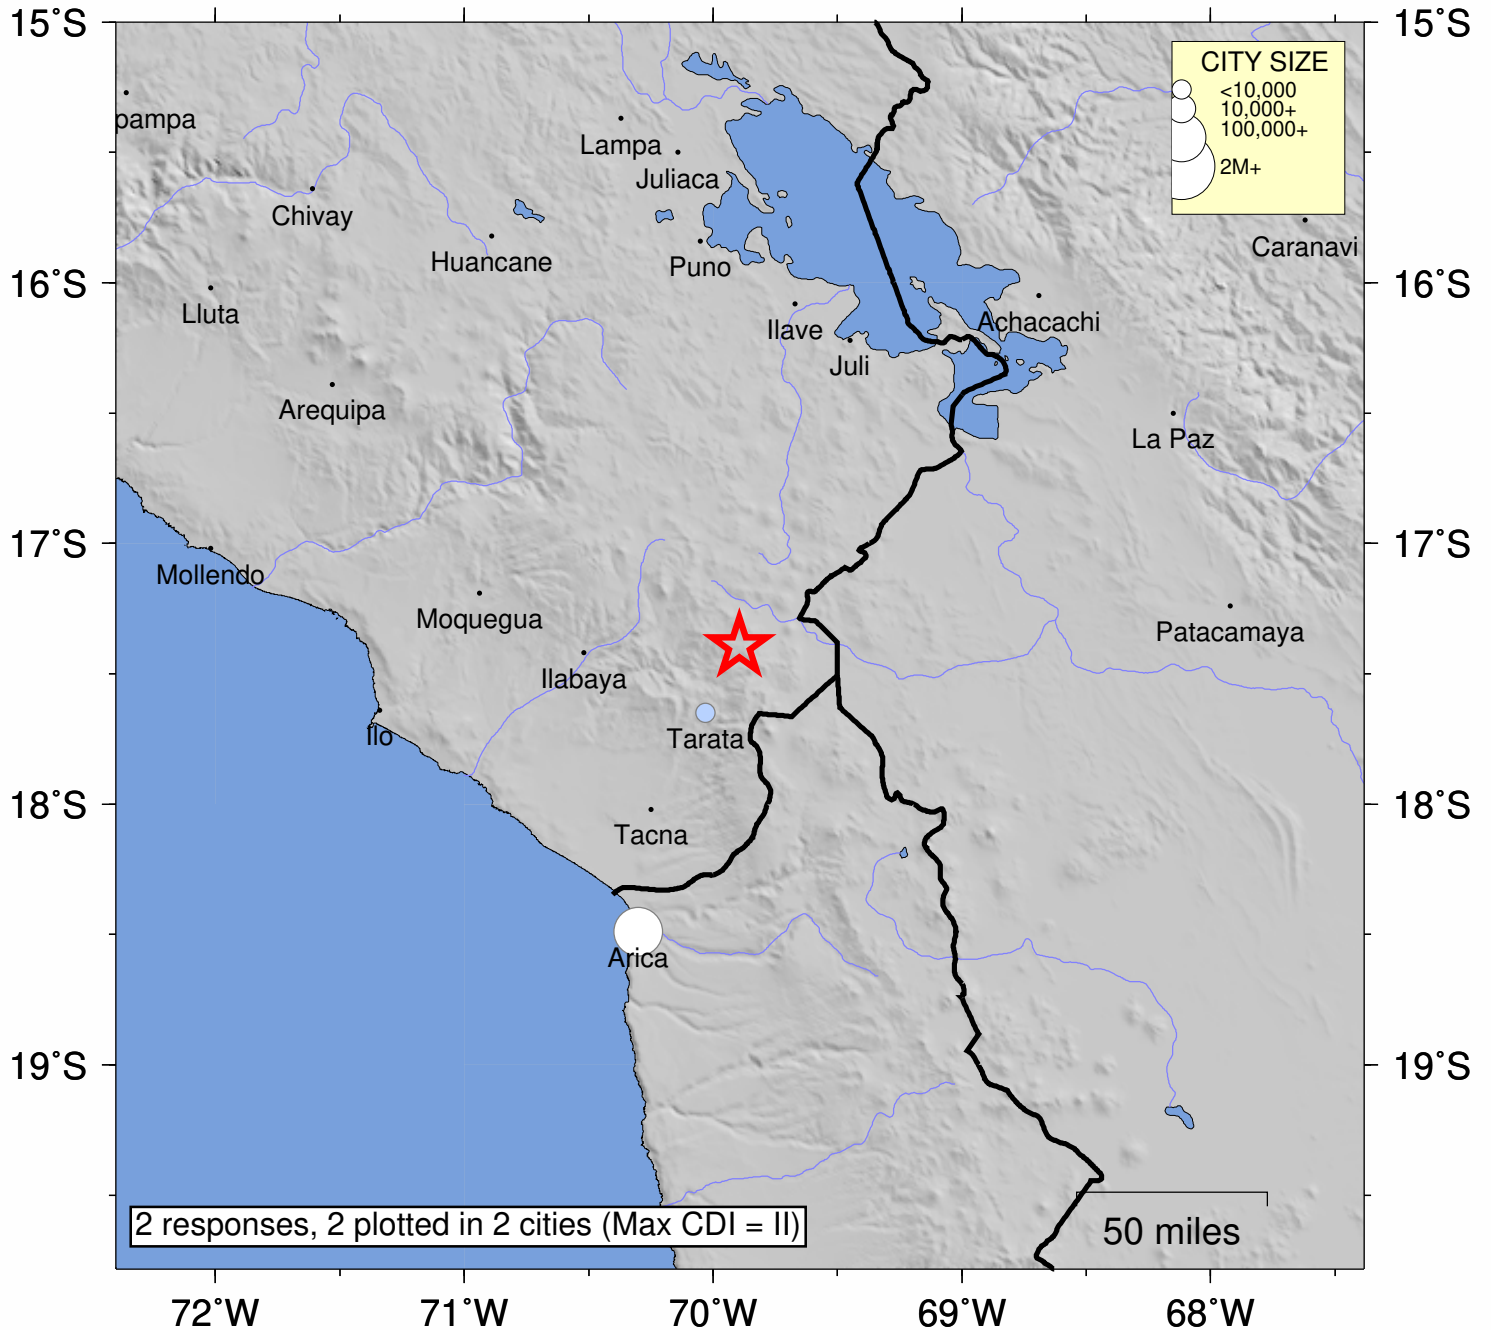 15°S
15°S
CITY SIZE
<10,000
10,000+
100,000+
2M+
pampa
Lampa
Juliaca
Chivay
Caranavi
Huancane
Puno
16°S
16°S
Lluta
Ilave
Achacachi
Juli
Arequipa
La Paz
17°S
17°S
Mollendo
Moquegua
Patacamaya
Ilabaya
Ilo
Tarata
18°S
18°S
Tacna
Arica
19°S
19°S
2 responses, 2 plotted in 2 cities (Max CDI = II)
50 miles
72°W
71°W
70°W
69°W
68°W